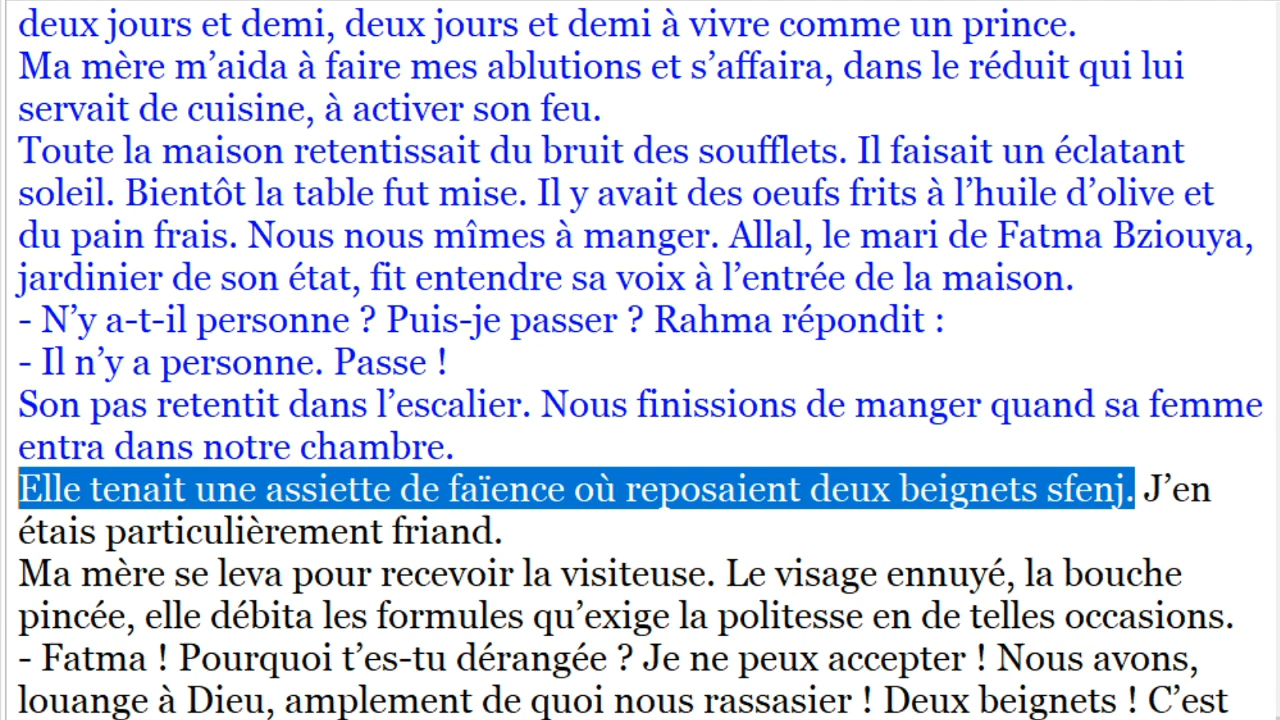 deux jours et demi, deux jours et demi à vivre comme un prince.
Ma mère m’aida à faire mes ablutions et s’affaira, dans le réduit qui lui
servait de cuisine, à activer son feu.
Toute la maison retentissait du bruit des soufflets. Il faisait un éclatant
soleil. Bientôt la table fut mise. Il y avait des oeufs frits à l’huile d’olive et
du pain frais. Nous nous mîmes à manger. Allal, le mari de Fatma Bziouya,
jardinier de son état, fit entendre sa voix à l’entrée de la maison.
- N’y a-t-il personne ? Puis-je passer ? Rahma répondit :
- Il n’y a personne. Passe !
Son pas retentit dans l’escalier. Nous finissions de manger quand sa femme
entra dans notre chambre.
Elle tenait une assiette de faïence où reposaient deux beignets sfenj. J’en
étais particulièrement friand.
Ma mère se leva pour recevoir la visiteuse. Le visage ennuyé, la bouche
pincée, elle débita les formules qu’exige la politesse en de telles occasions.
- Fatma ! Pourquoi t’es-tu dérangée ? Je ne peux accepter ! Nous avons,
louange à Dieu, amplement de quoi nous rassasier ! Deux beignets ! C’est